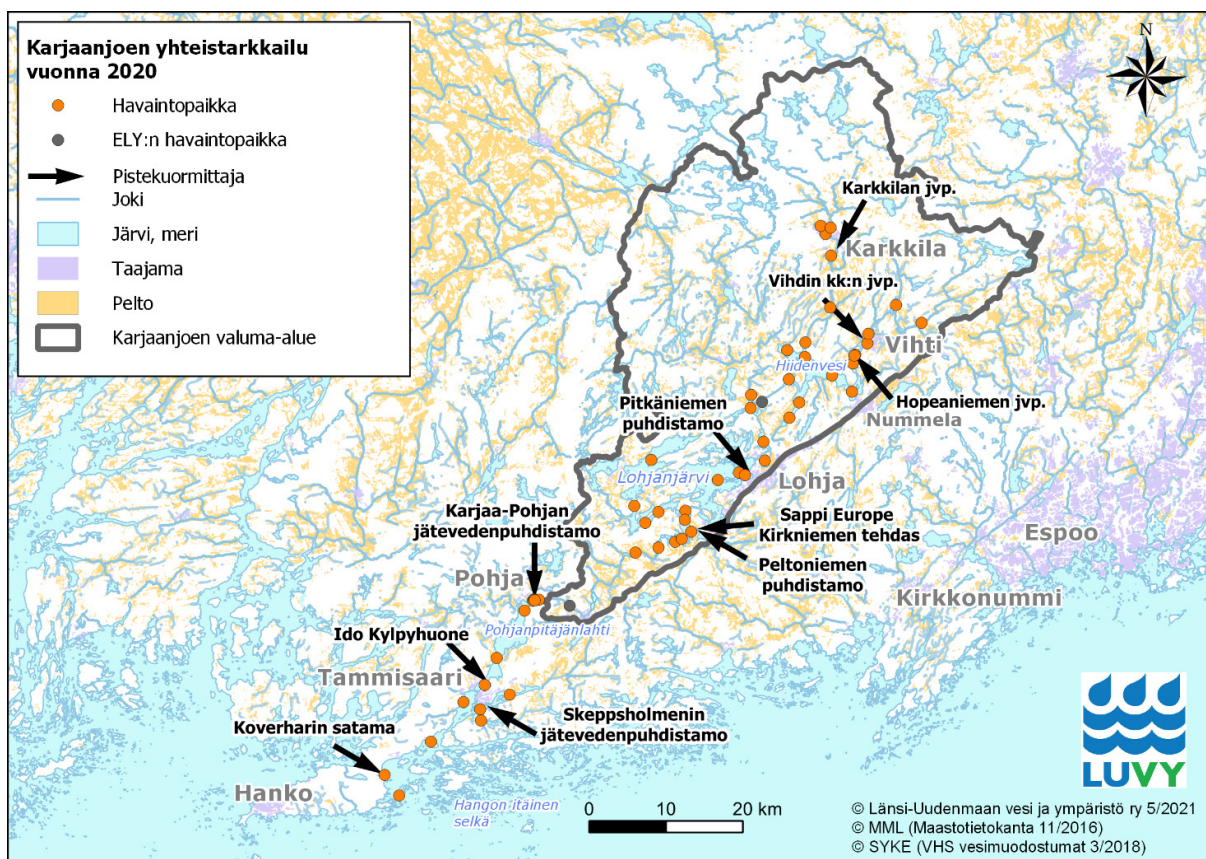 Karjaanjoen yhteistarkkailu
vuonna 2020
Havaintopaikka
ELY:n havaintopaikka
Pistekuormittaja
Joki
Järvi, meri
Taajama
Pelto
Karjaanjoen valuma-alue
N
Karkkilan jvp.
Karkkila
Vihdin kk:n jvp.
Vihti
Hiidenvesi
Hopeaniemen jvp.
Nummela
Pitkäniemen
puhdistamo
Lohjanjärvi
Lohja
Karjaa-Pohjan
jätevedenpuhdistamo
Sappi Europe
Kirkniemen tehdas
Espoo
Peltoniemen
puhdistamo
Pohja
Kirkkonummi
Pohjanpitäjänlahti
Ido Kylpyhuone
Tammisaari
Skeppsholmenin
jätevedenpuhdistamo
Koverharin satama
Hanko
Hangon itäinen
selkä
0 10 20 km
LUVY
© Länsi-Uudenmaan vesi ja ympäristö ry 5/2021
© MML (Maastotietokanta 11/2016)
© SYKE (VHS vesimuodostumat 3/2018)